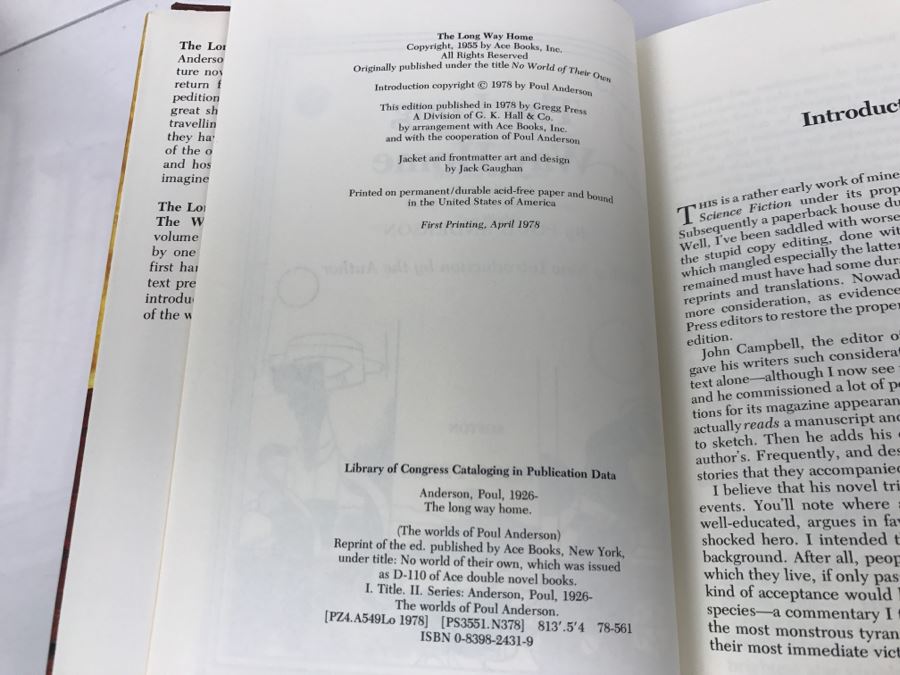 The Lo
Anderso
ture nov
return f
pedition
great sh
travellin
they ha
of the o
and hos
imagine
The Lo
The W
volume
by one
first har
text pre
introdu
of the w
The Long Way Home
Copyright, 1955 by Ace Books, Inc.
All Rights Reserved
Originally published under the title No World of Their Own
Introduction copyright © 1978 by Poul Anderson
This edition published in 1978 by Gregg Press
A Division of G. K. Hall & Co.
by arrangement with Ace Books, Inc.
and with the cooperation of Poul Anderson
Jacket and frontmatter art and design
by Jack Gaughan
Printed on permanent/durable acid-free paper and bound
in the United States of America
First Printing, April 1978
Library of Congress Cataloging in Publication Data
Anderson, Poul, 1926-
The long way home.
(The worlds of Poul Anderson)
Reprint of the ed. published by Ace Books, New York,
under title: No world of their own, which was issued
as D-110 of Ace double novel books.
I. Title. II. Series: Anderson, Poul, 1926-
The worlds of Poul Anderson.
[PZ4.A549Lo 1978] [PS3551.N378] 813'.5'4 78-561
ISBN 0-8398-2431-9
Introduct
THIS is a rather early work of mine
Science Fiction under its prop
Subsequently a paperback house du
Well, I've been saddled with worse
the stupid copy editing, done wit
which mangled especially the latter
remained must have had some dura
reprints and translations. Nowad
more consideration, as evidence
Press editors to restore the proper
edition.
John Campbell, the editor o
gave his writers such considerat
text alone—although I now see
and he commissioned a lot of p
tions for its magazine appearan
actually reads a manuscript and
to sketch. Then he adds his
author's. Frequently, and des
stories that they accompanied
I believe that his novel tri
events. You'll note where a
well-educated, argues in fav
shocked hero. I intended t
background. After all, peop
which they live, if only pas
kind of acceptance would
species—a commentary I
the most monstrous tyran
their most immediate vict